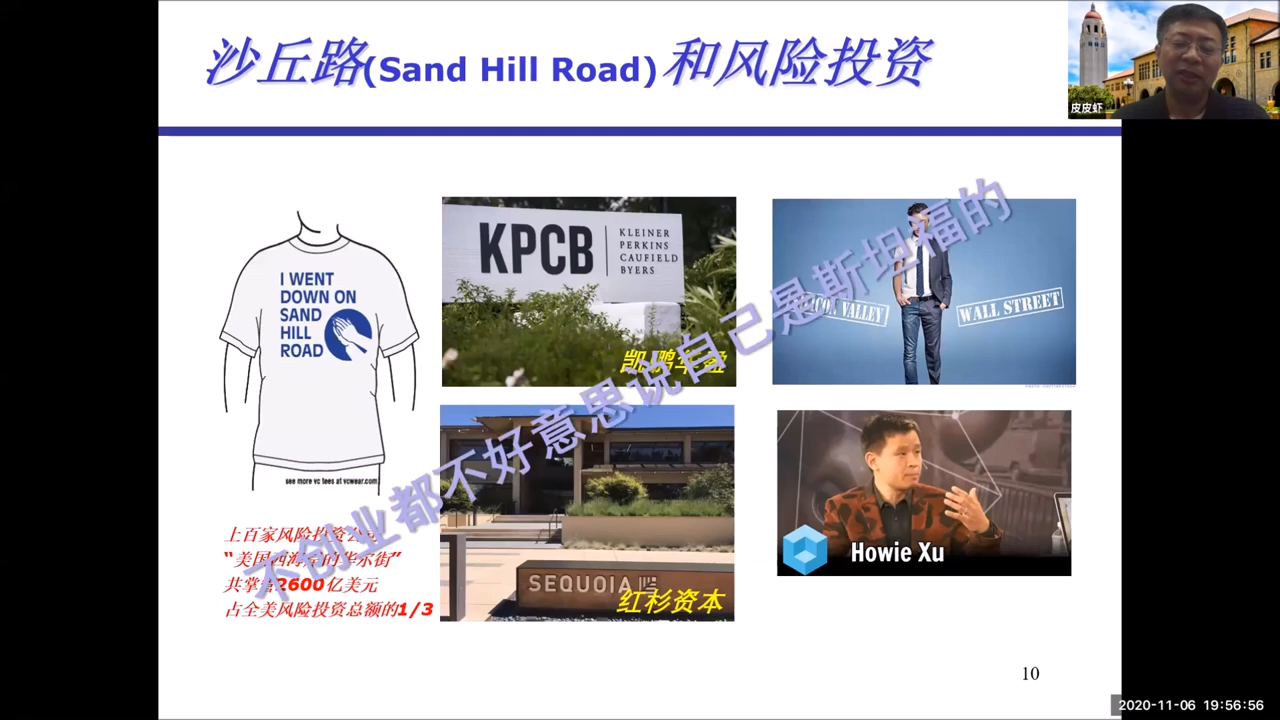 沙丘路(Sand Hill Road)和风险投资
皮皮虾
I WENT
DOWN ON
SAND
HILL
ROAD
see more vc tees at vcwear.com
KPCB
KLEINER
PERKINS
CAUFIELD
BYERS
凯鹏华盈
SILICON VALLEY
WALL STREET
不创业都不好意思说自己是斯坦福的
SEQUOIA
红杉资本
Howie Xu
上百家风险投资公司
“美国西海岸的华尔街”
共掌管2600亿美元
占全美风险投资总额的1/3
10
2020-11-06 19:56:56